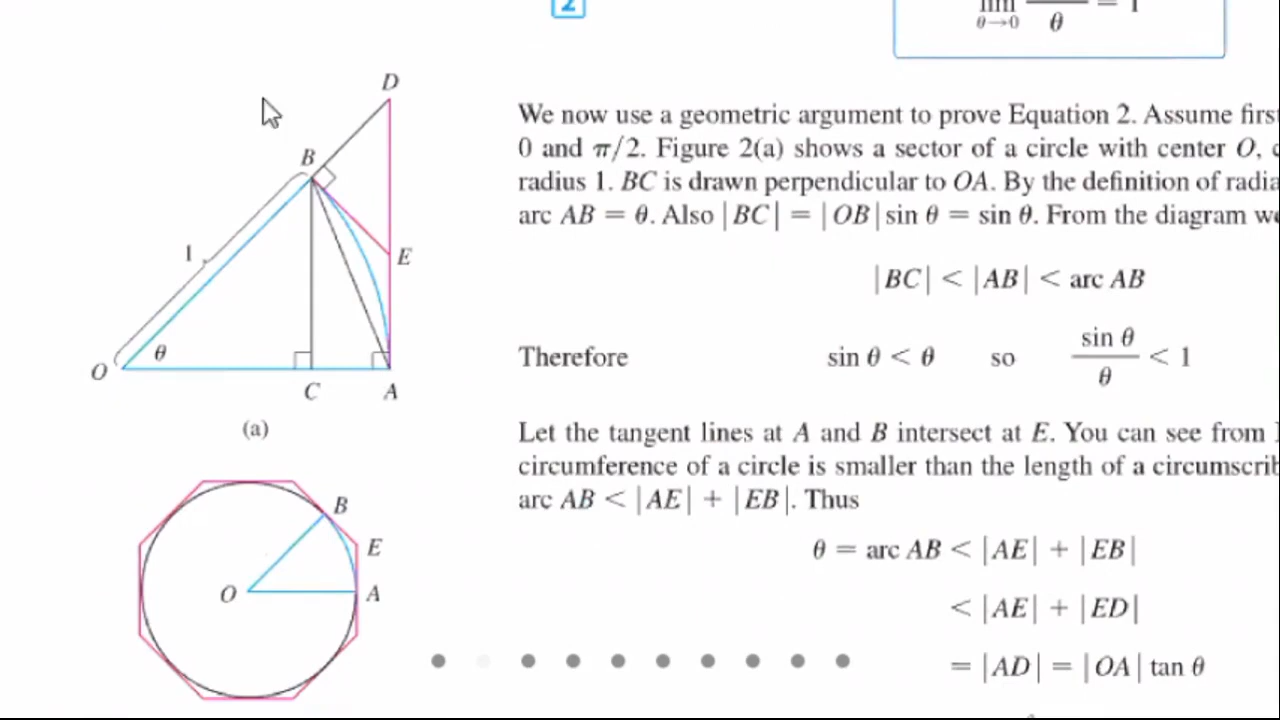 2
lim θ→0 θ = 1
D
B
1
E
O
θ
C
A
(a)
We now use a geometric argument to prove Equation 2. Assume firs
0 and π/2. Figure 2(a) shows a sector of a circle with center O,
radius 1. BC is drawn perpendicular to OA. By the definition of radia
arc AB = θ. Also |BC| = |OB| sin θ = sin θ. From the diagram w
|BC| < |AB| < arc AB
Therefore sin θ < θ so sin θ / θ < 1
Let the tangent lines at A and B intersect at E. You can see from
circumference of a circle is smaller than the length of a circumscrib
arc AB < |AE| + |EB|. Thus
θ = arc AB < |AE| + |EB|
< |AE| + |ED|
= |AD| = |OA| tan θ
B
E
O
A